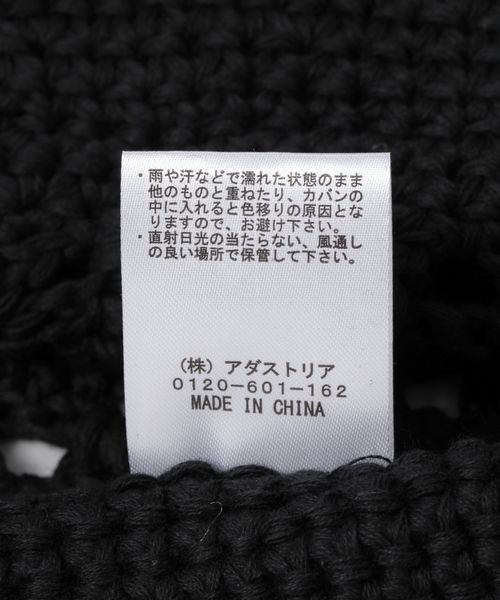 ・雨や汗などで濡れた状態のまま
他のものと重ねたり、カバンの
中に入れると色移りの原因とな
りますので、お避け下さい。
・直射日光の当たらない、風通し
の良い場所で保管して下さい。
(株) アダストリア
0120-601-162
MADE IN CHINA